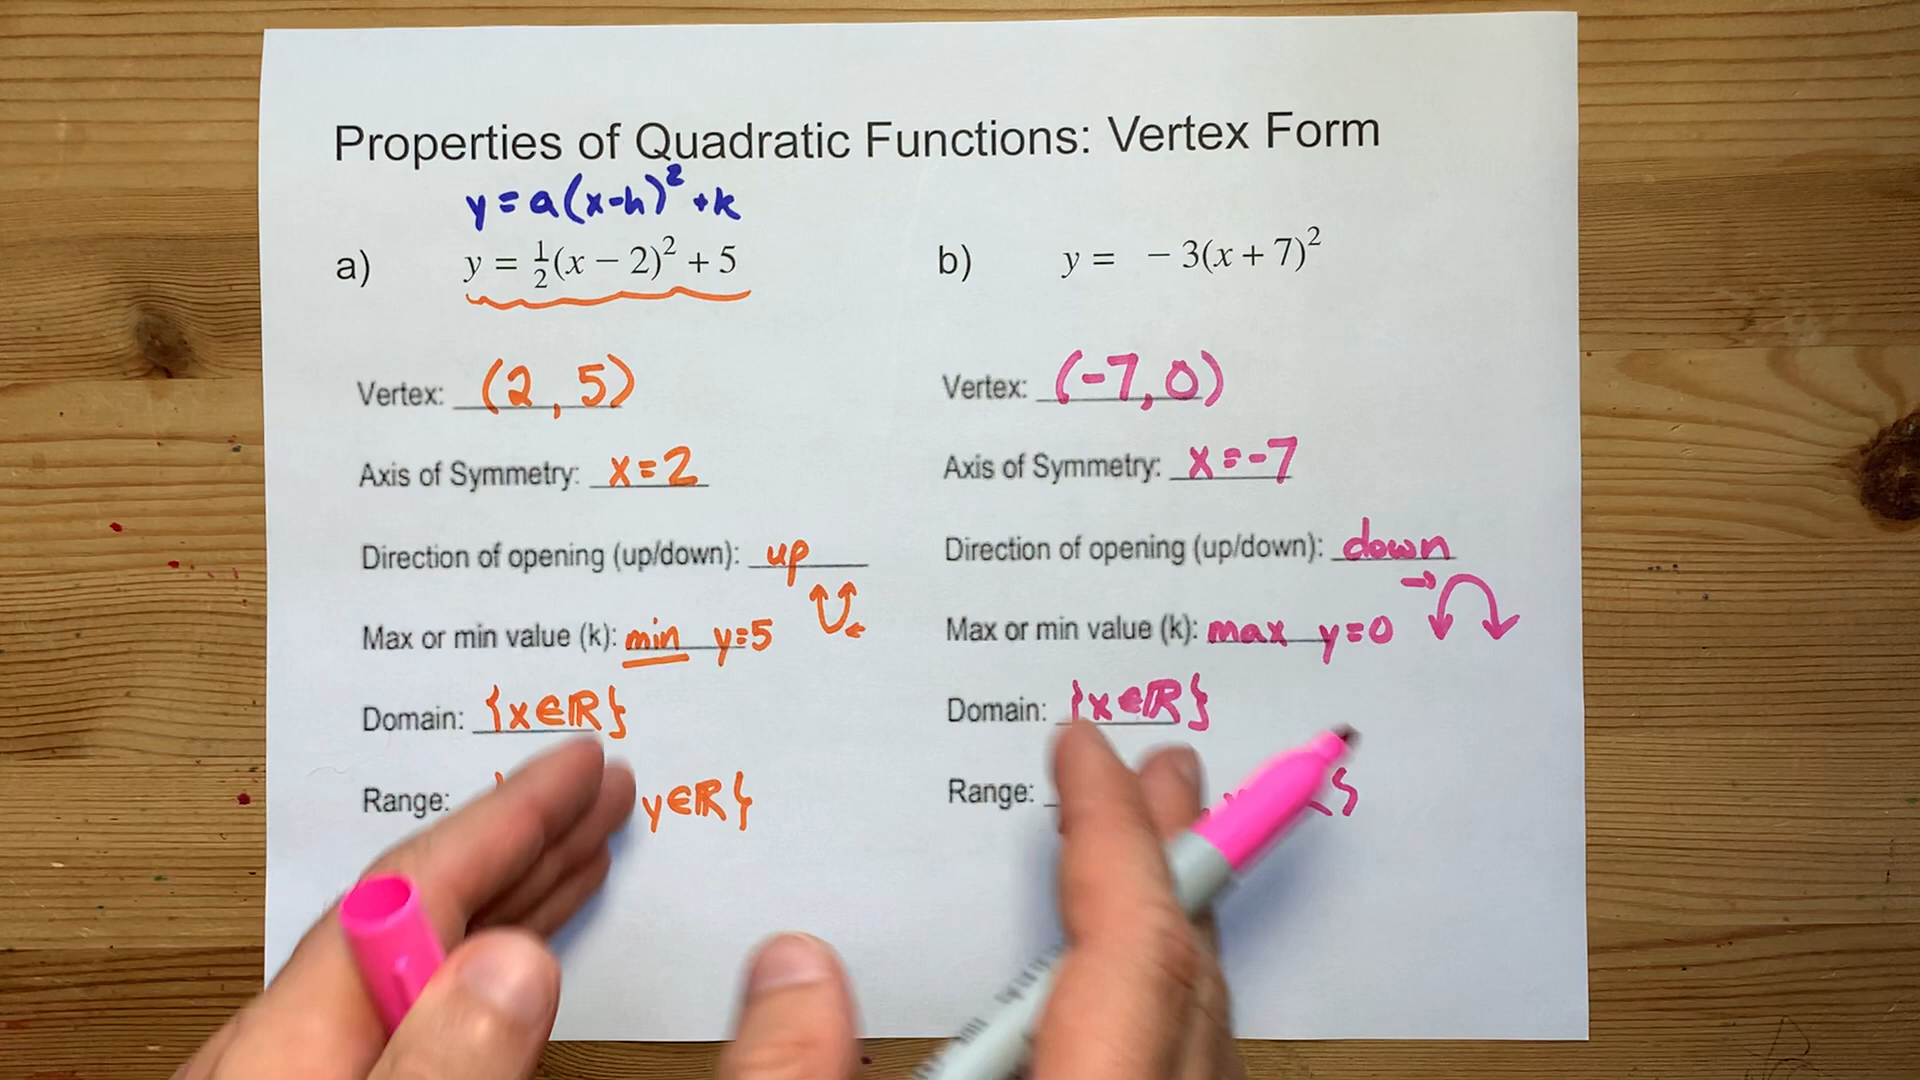 Properties of Quadratic Functions: Vertex Form
y = a(x-h)² + k
a) y = ½(x − 2)² + 5
Vertex: (2, 5)
Axis of Symmetry: x = 2
Direction of opening (up/down): up
Max or min value (k): min y=5
Domain: {x∈ℝ}
Range: y∈ℝ}
b) y = − 3(x + 7)²
Vertex: (-7, 0)
Axis of Symmetry: x = -7
Direction of opening (up/down): down
Max or min value (k): max y=0
Domain: {x∈ℝ}
Range: